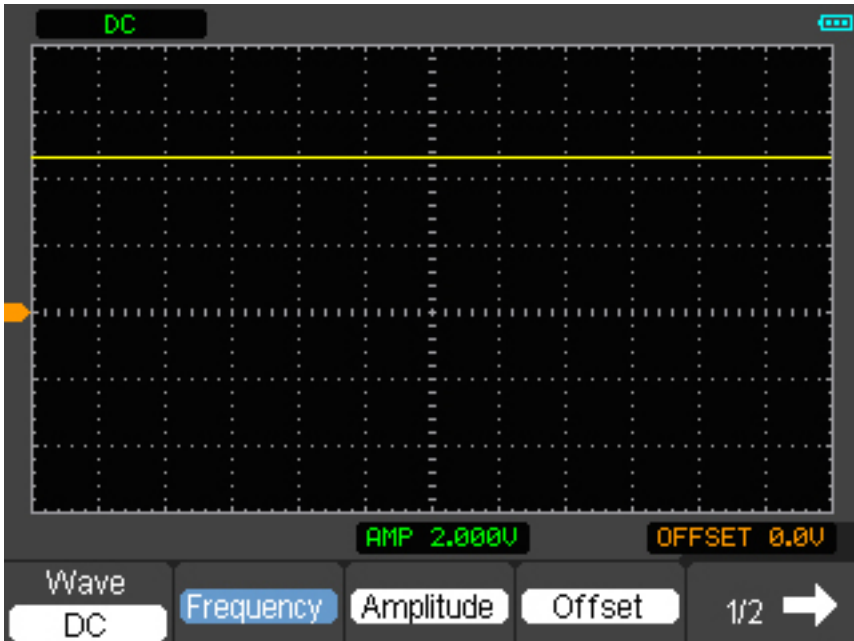 DC
AMP 2.000V
OFFSET 0.0V
Wave
DC
Frequency
Amplitude
Offset
1/2